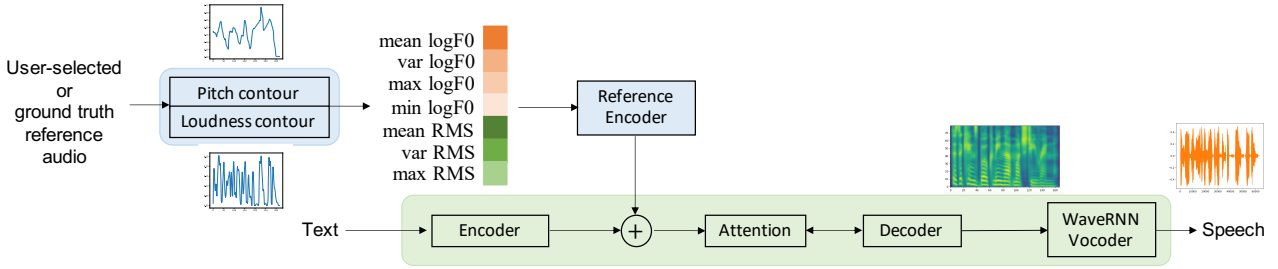 User-selected
or
ground truth
reference
audio
Pitch contour
Loudness contour
mean logF0
var logF0
max logF0
min logF0
mean RMS
var RMS
max RMS
Reference
Encoder
Text
Encoder
+
Attention
Decoder
WaveRNN
Vocoder
Speech